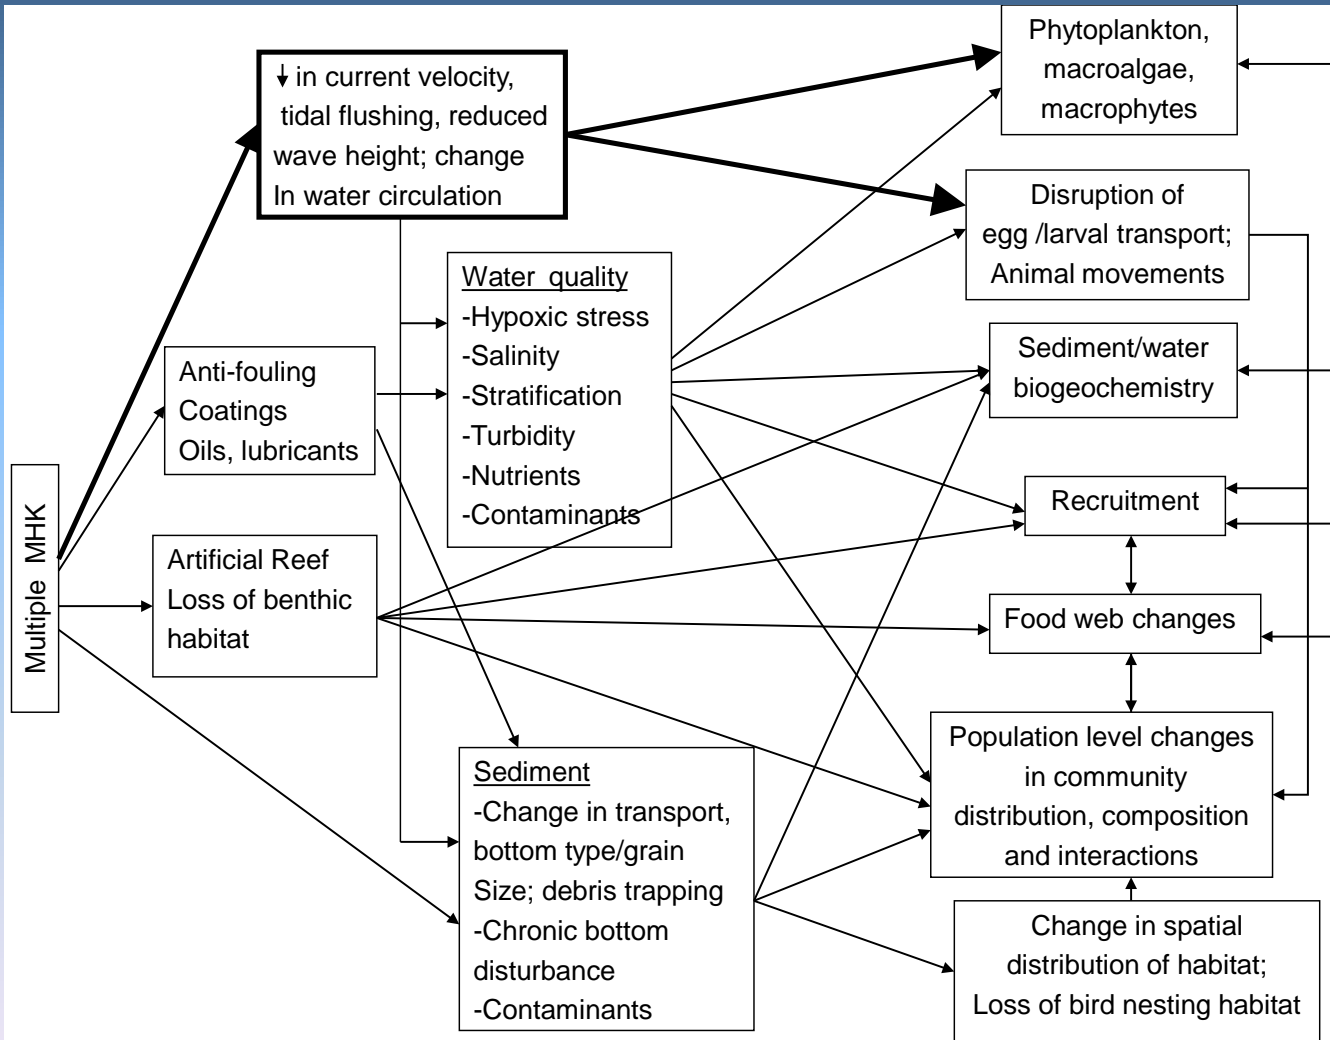 Phytoplankton,
macroalgae,
macrophytes
↓ in current velocity,
tidal flushing, reduced
wave height; change
In water circulation
Disruption of
egg /larval transport;
Animal movements
Water quality
-Hypoxic stress
-Salinity
-Stratification
-Turbidity
-Nutrients
-Contaminants
Sediment/water
biogeochemistry
Anti-fouling
Coatings
Oils, lubricants
Multiple MHK
Recruitment
Artificial Reef
Loss of benthic
habitat
Food web changes
Population level changes
in community
distribution, composition
and interactions
Sediment
-Change in transport,
bottom type/grain
Size; debris trapping
-Chronic bottom
disturbance
-Contaminants
Change in spatial
distribution of habitat;
Loss of bird nesting habitat